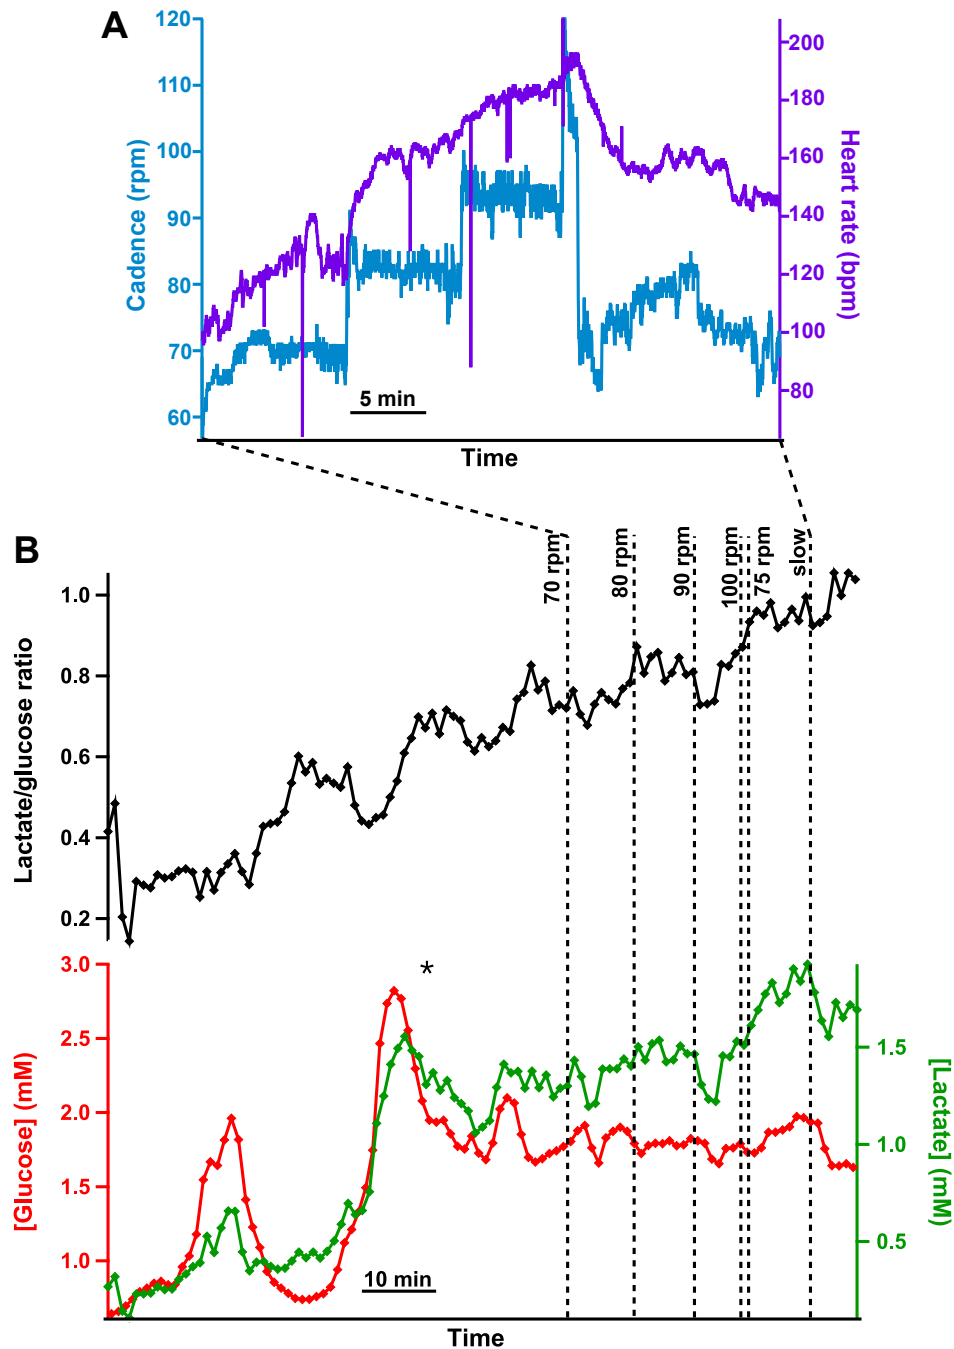 A
120
110
100
90
80
70
60
Cadence (rpm)
200
180
160
140
120
100
80
Heart rate (bpm)
5 min
Time
B
70 rpm
80 rpm
90 rpm
100 rpm
75 rpm
slow
1.0
0.8
0.6
0.4
0.2
Lactate/glucose ratio
*
3.0
2.5
2.0
1.5
1.0
[Glucose] (mM)
1.5
1.0
0.5
[Lactate] (mM)
10 min
Time